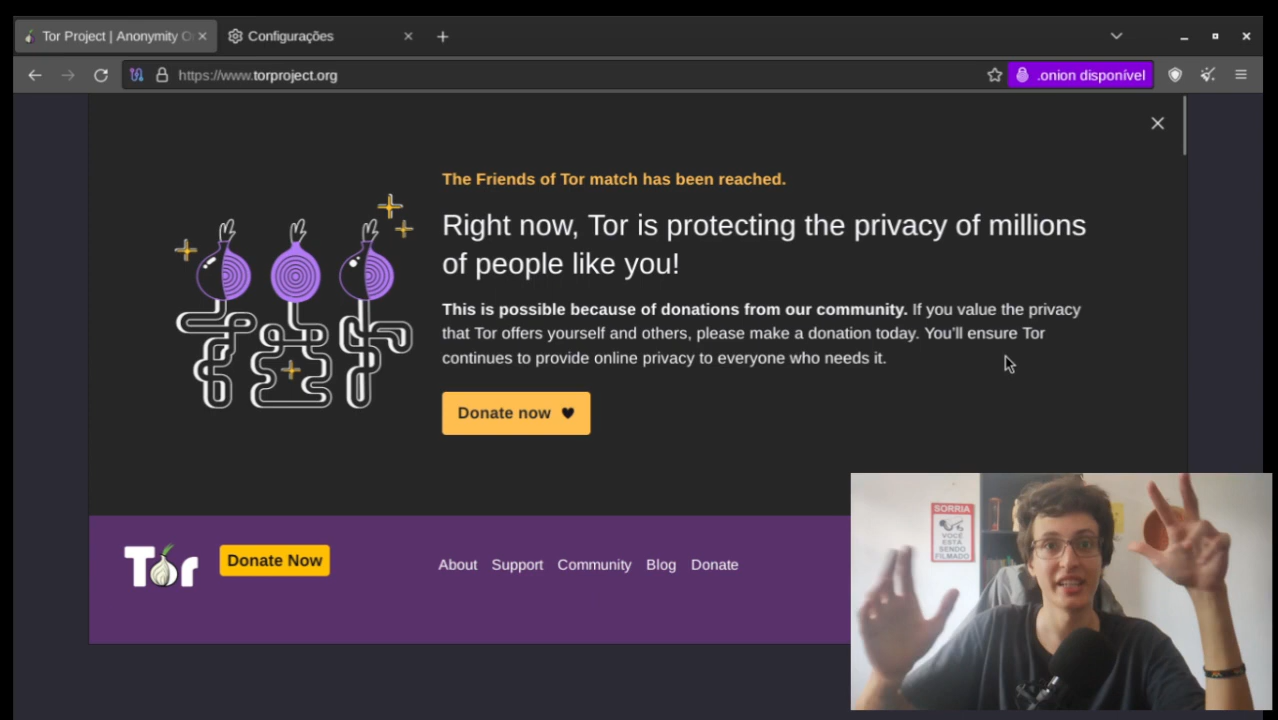 Tor Project | Anonymity O
Configurações
https://www.torproject.org
.onion disponível
The Friends of Tor match has been reached.
Right now, Tor is protecting the privacy of millions
of people like you!
This is possible because of donations from our community. If you value the privacy
that Tor offers yourself and others, please make a donation today. You'll ensure Tor
continues to provide online privacy to everyone who needs it.
Donate now
Tor
Donate Now
About Support Community Blog Donate
SORRIA
VOCÊ
ESTÁ
SENDO
FILMADO